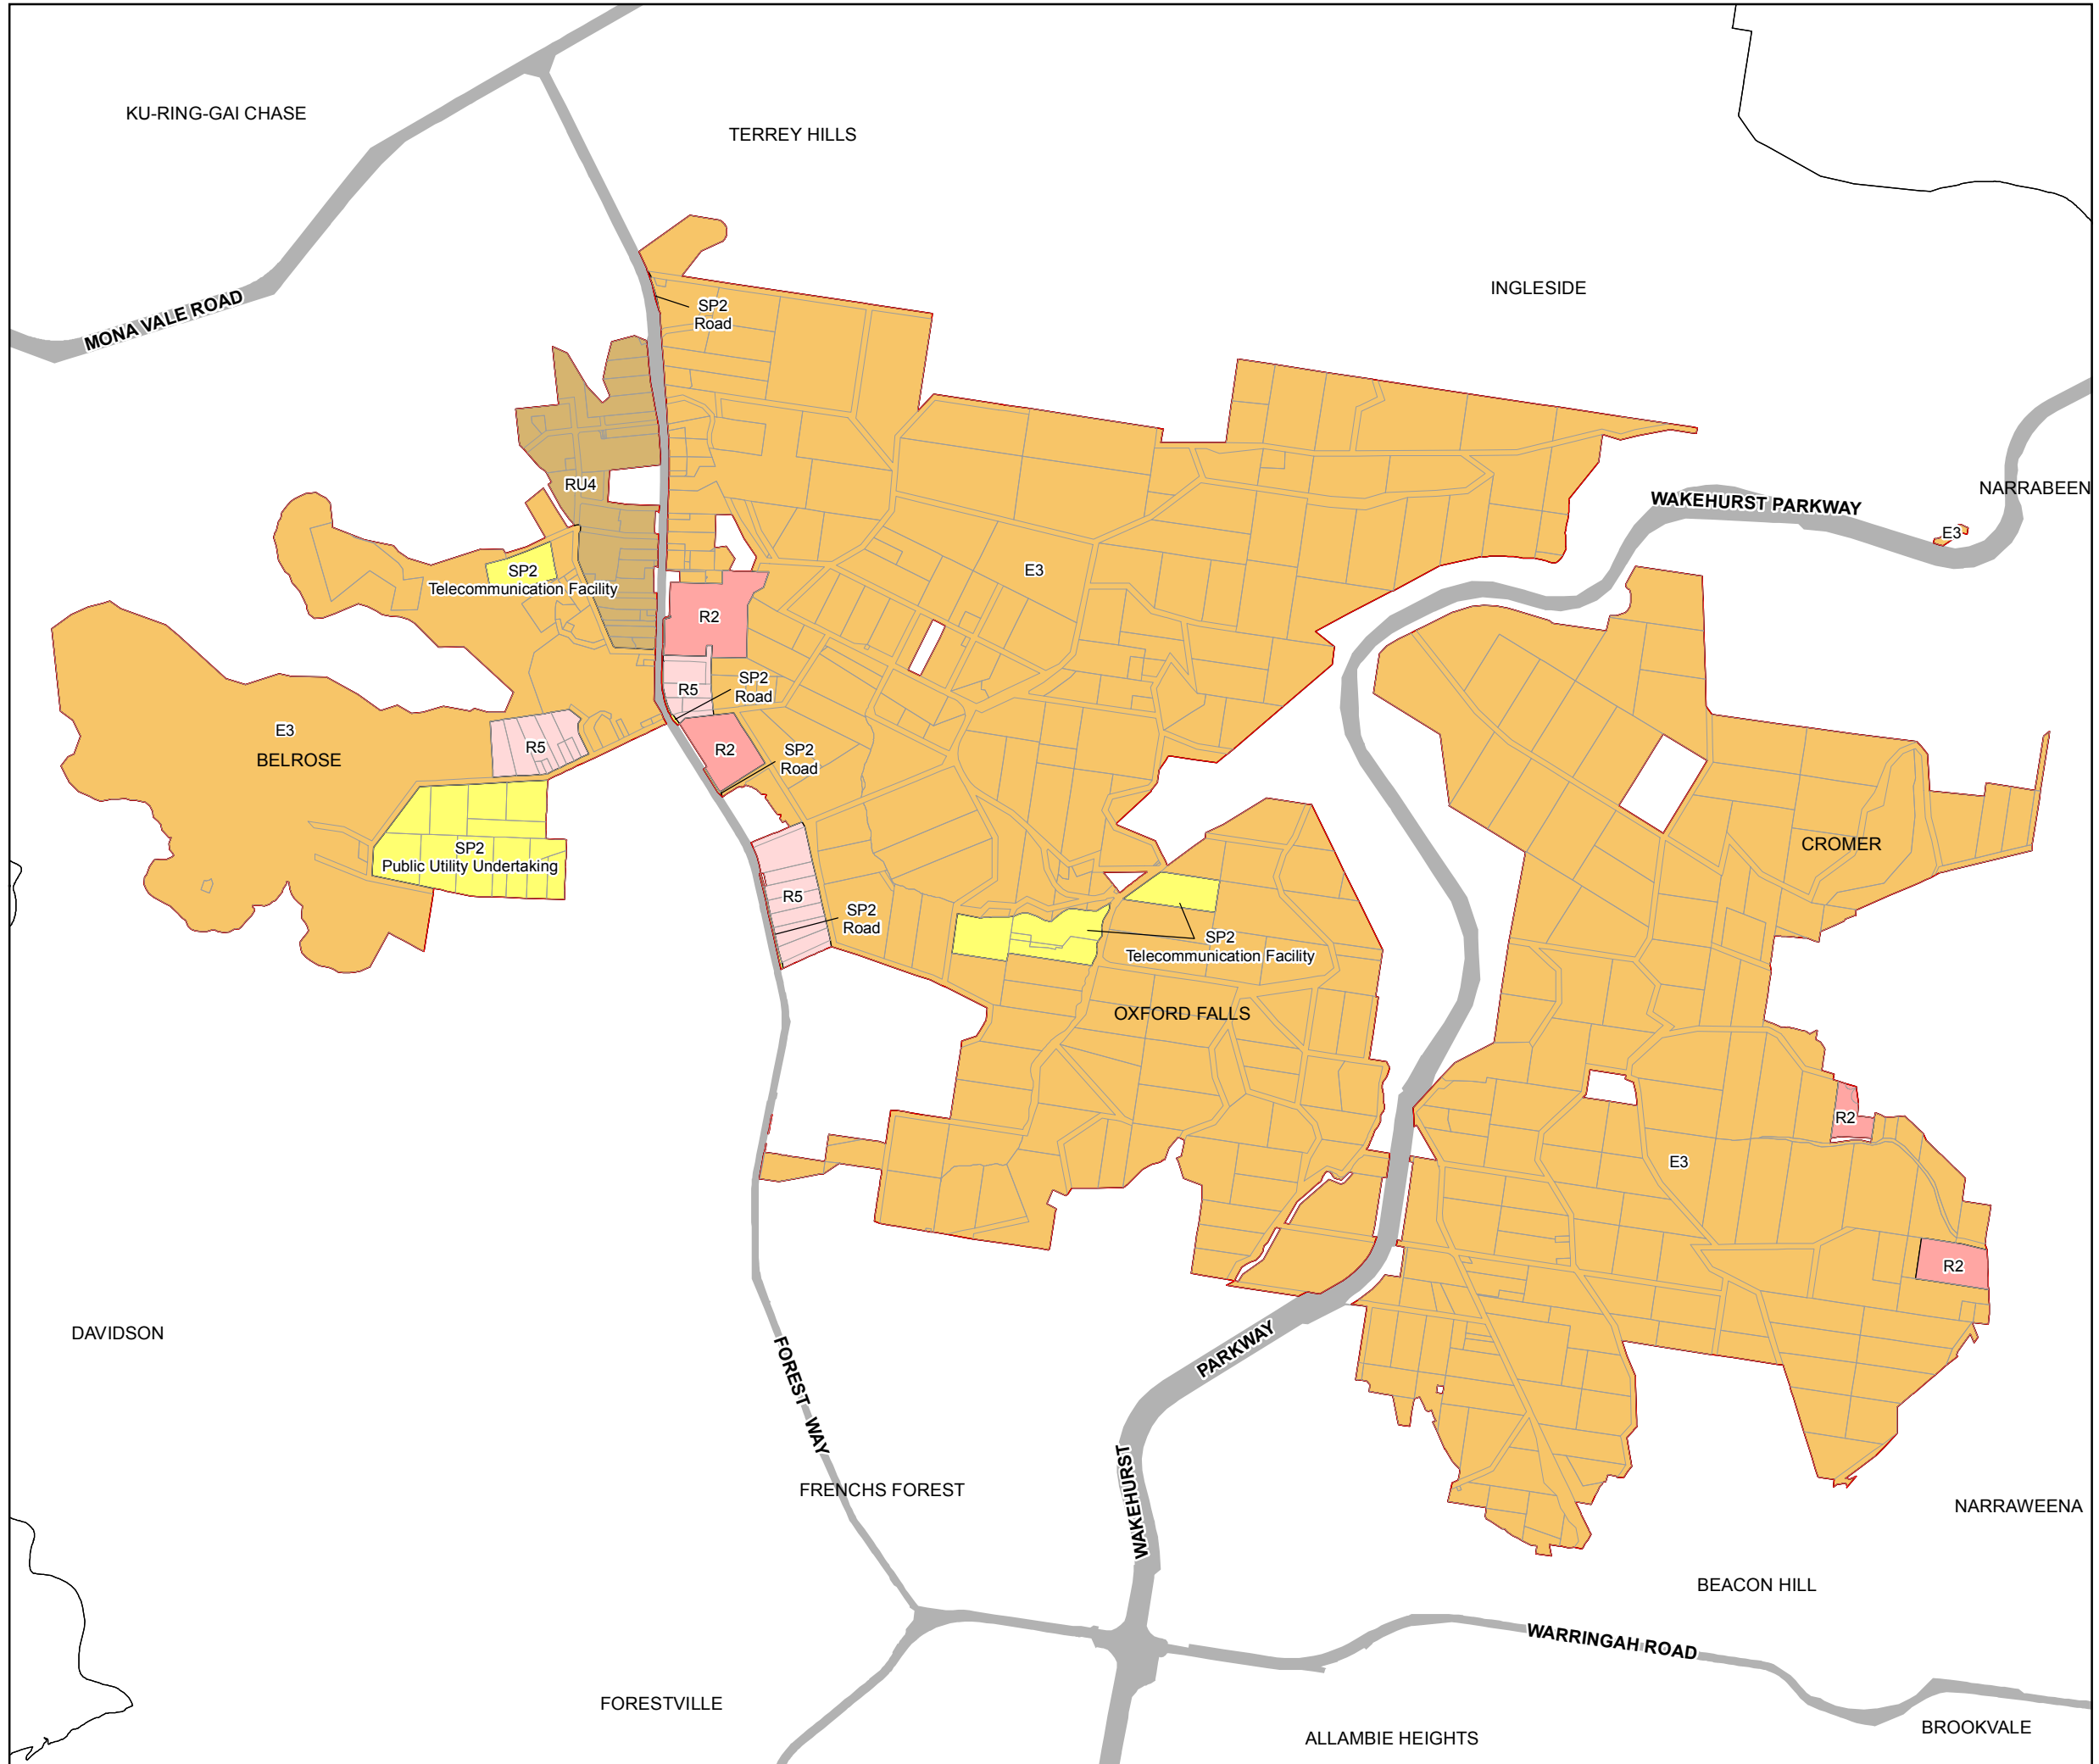 KU-RING-GAI CHASE
TERREY HILLS
INGLESIDE
MONA VALE ROAD
SP2
Road
RU4
NARRABEEN
WAKEHURST PARKWAY
E3
E3
SP2
Telecommunication Facility
R2
R5
SP2
Road
E3
BELROSE
R5
R2
SP2
Road
SP2
Public Utility Undertaking
CROMER
R5
SP2
Road
SP2
Telecommunication Facility
OXFORD FALLS
R2
E3
R2
DAVIDSON
PARKWAY
FOREST WAY
FRENCHS FOREST
WAKEHURST
NARRAWEENA
BEACON HILL
WARRINGAH ROAD
FORESTVILLE
ALLAMBIE HEIGHTS
BROOKVALE